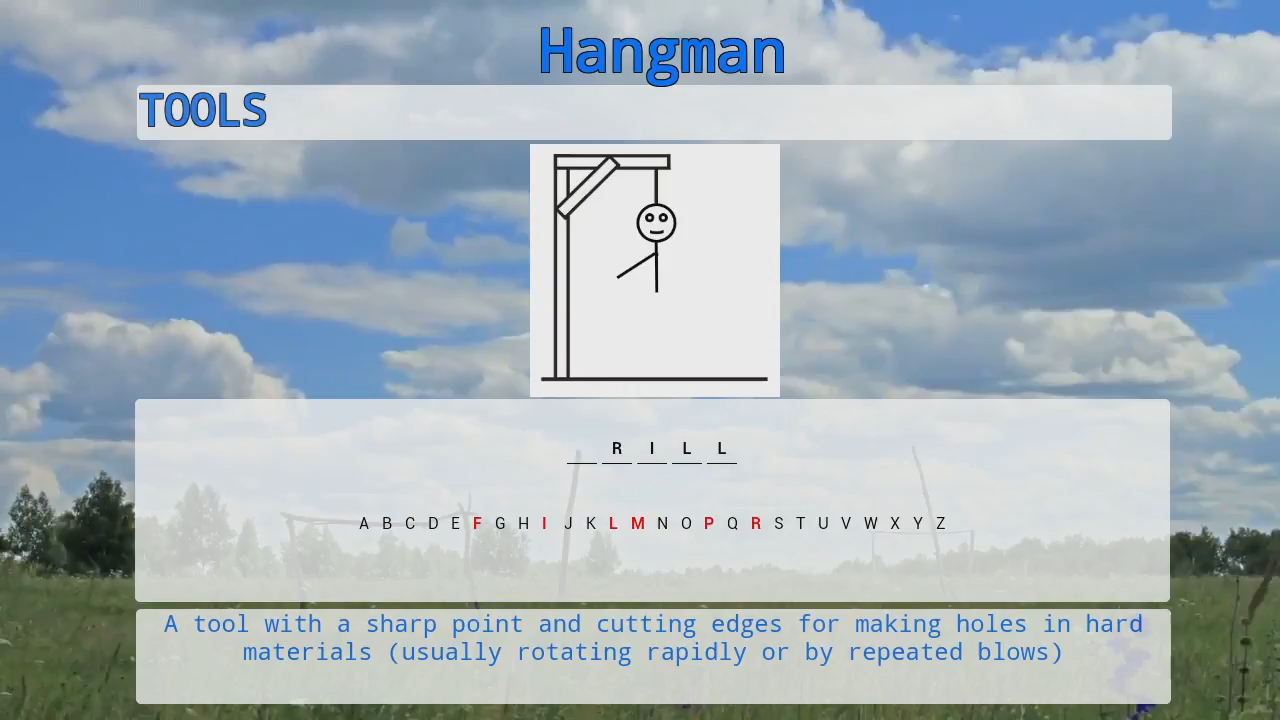 Hangman
TOOLS
_ R I L L
A B C D E F G H I J K L M N O P Q R S T U V W X Y Z
A tool with a sharp point and cutting edges for making holes in hard
materials (usually rotating rapidly or by repeated blows)